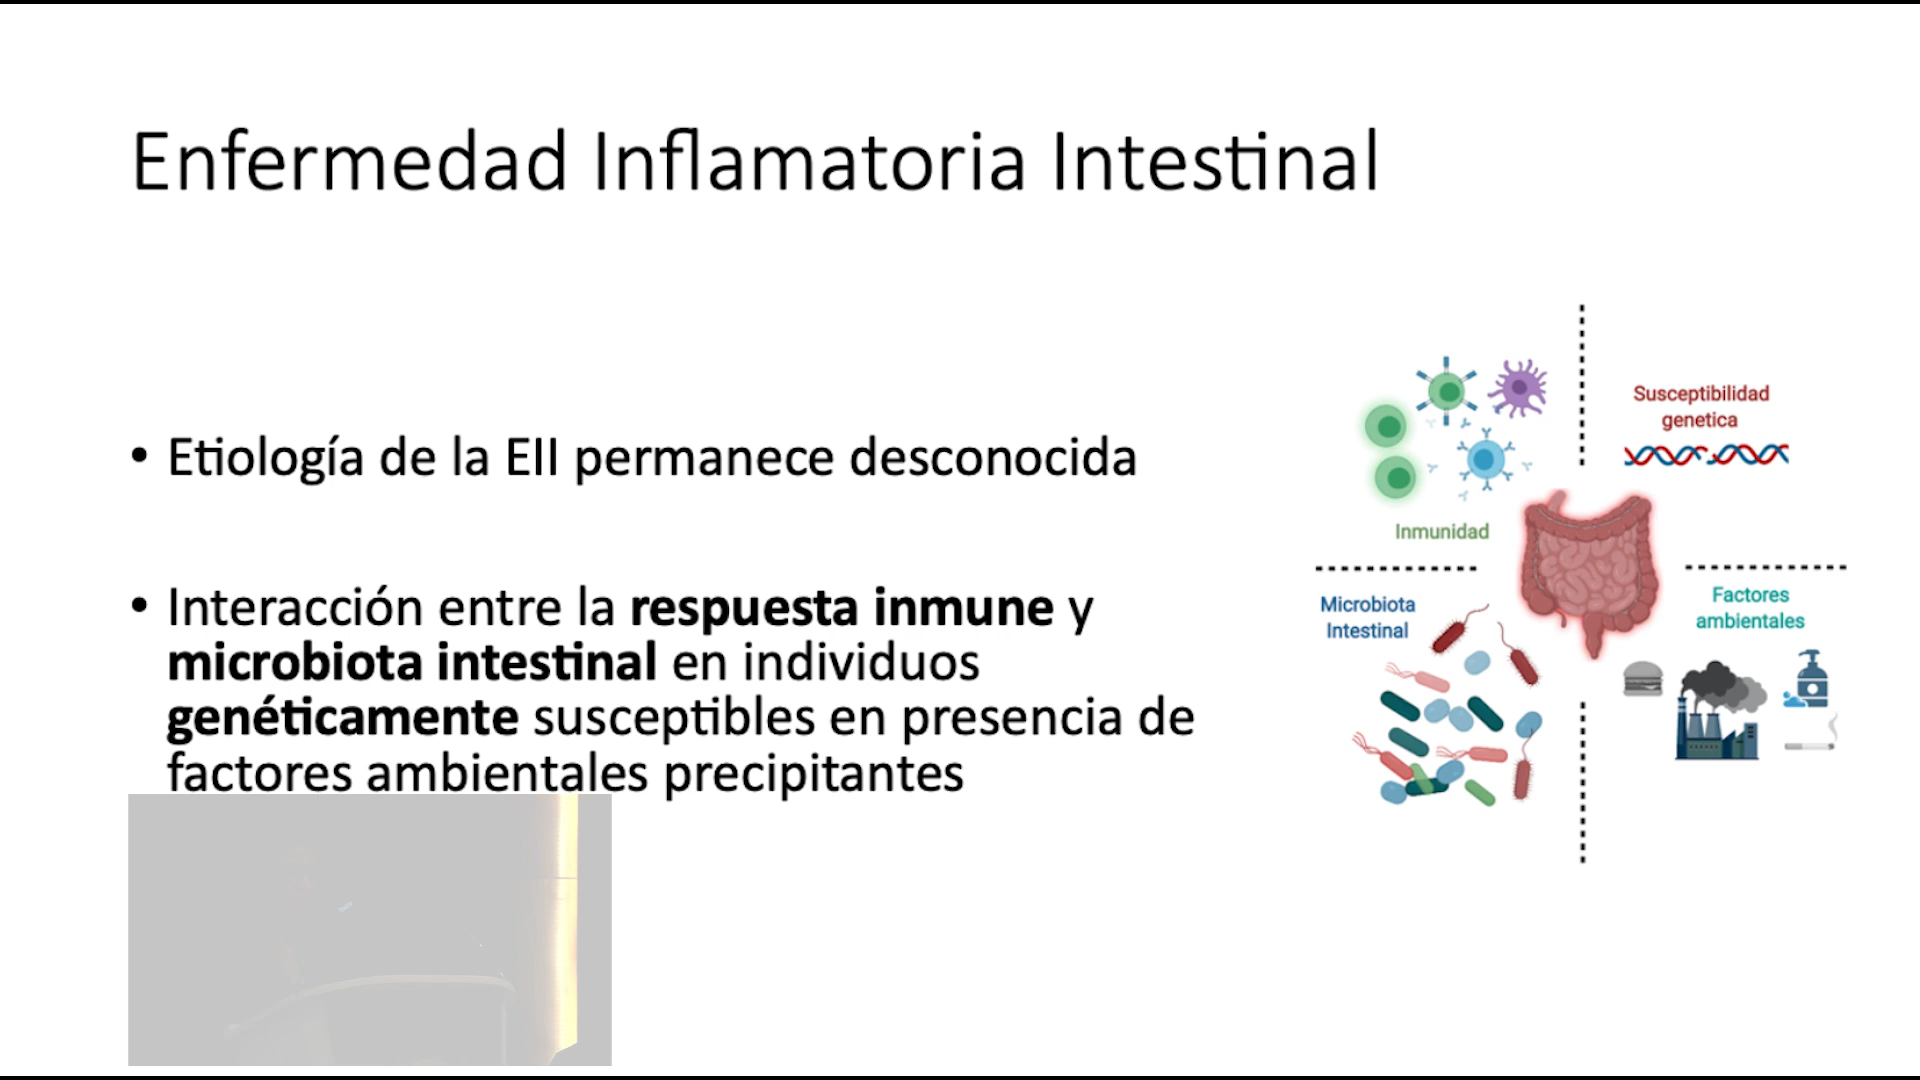 Enfermedad Inflamatoria Intestinal
• Etiología de la EII permanece desconocida
• Interacción entre la respuesta inmune y
microbiota intestinal en individuos
genéticamente susceptibles en presencia de
factores ambientales precipitantes
Inmunidad
Susceptibilidad
genetica
Microbiota
Intestinal
Factores
ambientales